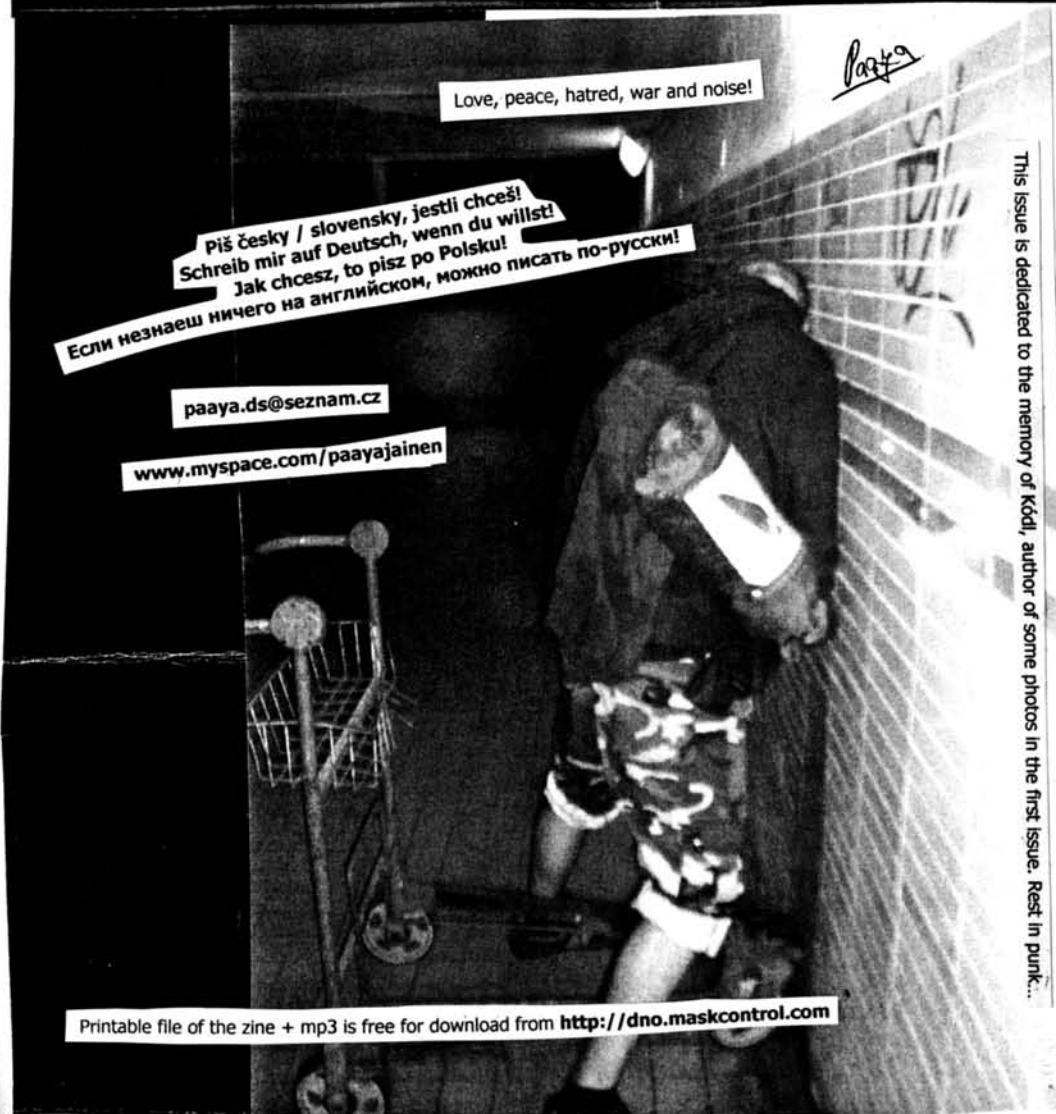 Paaya
Love, peace, hatred, war and noise!
Piš česky / slovensky, jestli chceš!
Schreib mir auf Deutsch, wenn du willst!
Jak chcesz, to pisz po Polsku!
Если незнаеш ничего на английском, можно писать по-русски!
paaya.ds@seznam.cz
www.myspace.com/paayajainen
This issue is dedicated to the memory of Kódl, author of some photos in the first issue. Rest in punk...
Printable file of the zine + mp3 is free for download from http://dno.maskcontrol.com